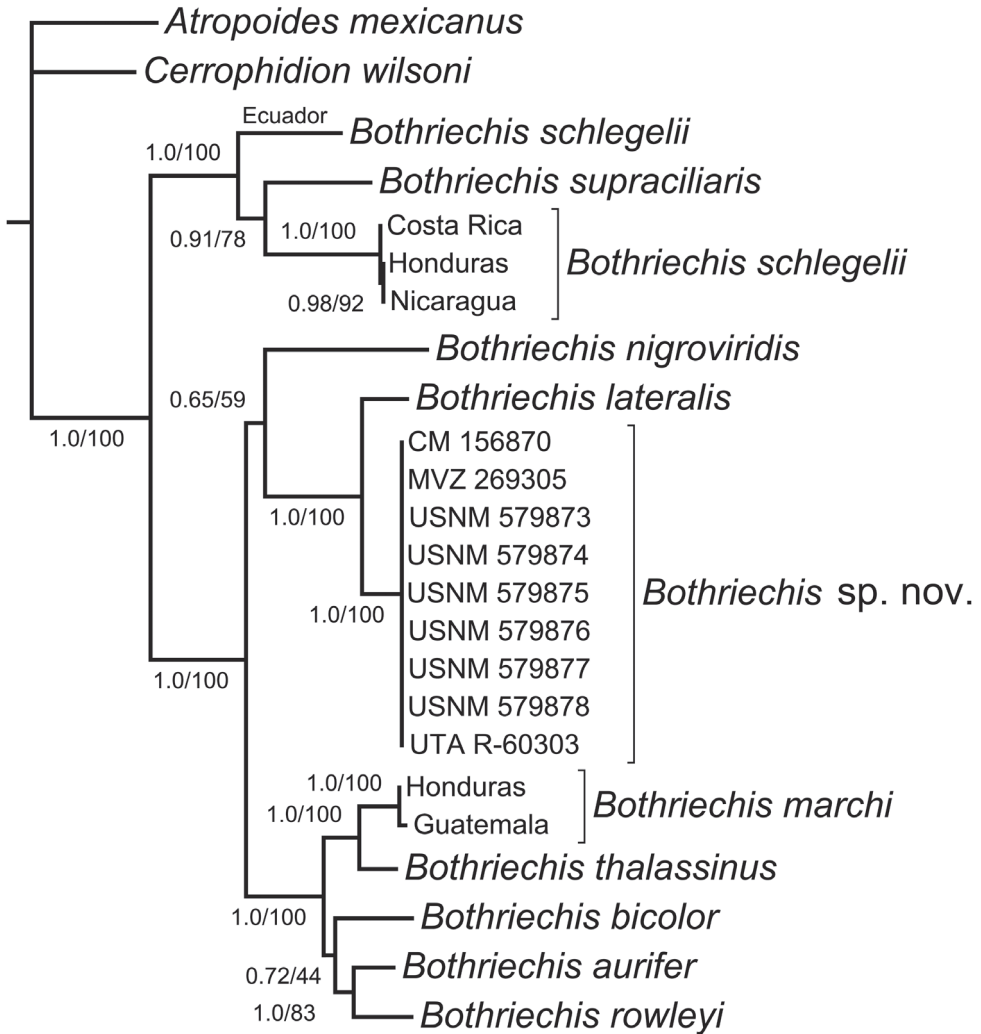 Atropoides mexicanus
Cerrophidion wilsoni
Ecuador
Bothriechis schlegelii
1.0/100
Bothriechis supraciliaris
0.91/78
1.0/100
Costa Rica
Honduras
Bothriechis schlegelii
0.98/92
Nicaragua
Bothriechis nigroviridis
0.65/59
Bothriechis lateralis
1.0/100
CM 156870
MVZ 269305
1.0/100
USNM 579873
USNM 579874
USNM 579875
Bothriechis sp. nov.
1.0/100
USNM 579876
USNM 579877
1.0/100
USNM 579878
UTA R-60303
1.0/100
Honduras
Bothriechis marchi
1.0/100
Guatemala
Bothriechis thalassinus
1.0/100
Bothriechis bicolor
0.72/44
Bothriechis aurifer
1.0/83
Bothriechis rowleyi